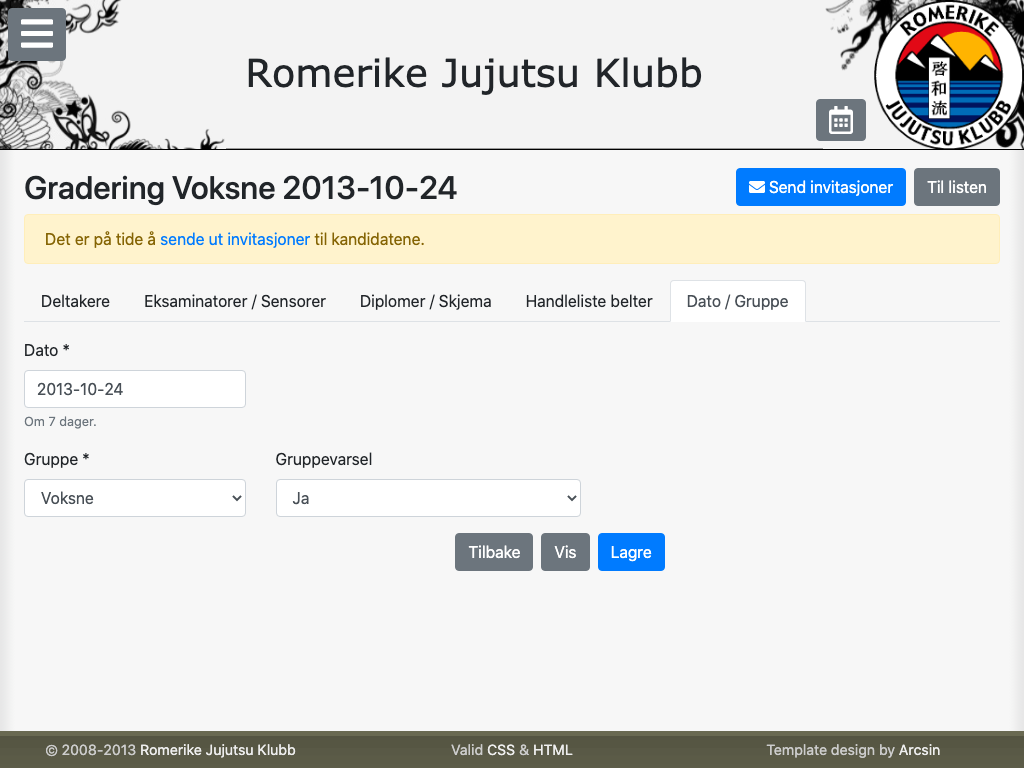 Romerike Jujutsu Klubb
ROMERIKE
啓和流
JUJUTSU KLUBB
Gradering Voksne 2013-10-24
Send invitasjoner
Til listen
Det er på tide å sende ut invitasjoner til kandidatene.
Deltakere
Eksaminatorer / Sensorer
Diplomer / Skjema
Handleliste belter
Dato / Gruppe
Dato *
2013-10-24
Om 7 dager.
Gruppe *
Gruppevarsel
Voksne
Ja
Tilbake
Vis
Lagre
© 2008-2013 Romerike Jujutsu Klubb
Valid CSS & HTML
Template design by Arcsin